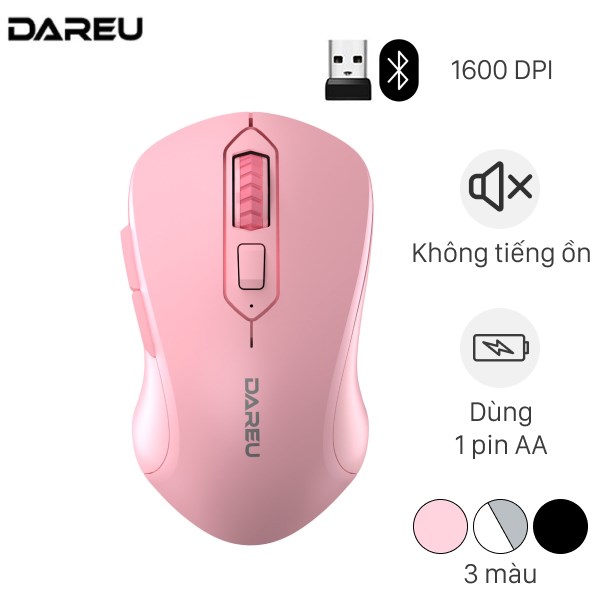 DAREU
1600 DPI
Không tiếng ồn
DAREU
Dùng
1 pin AA
3 màu